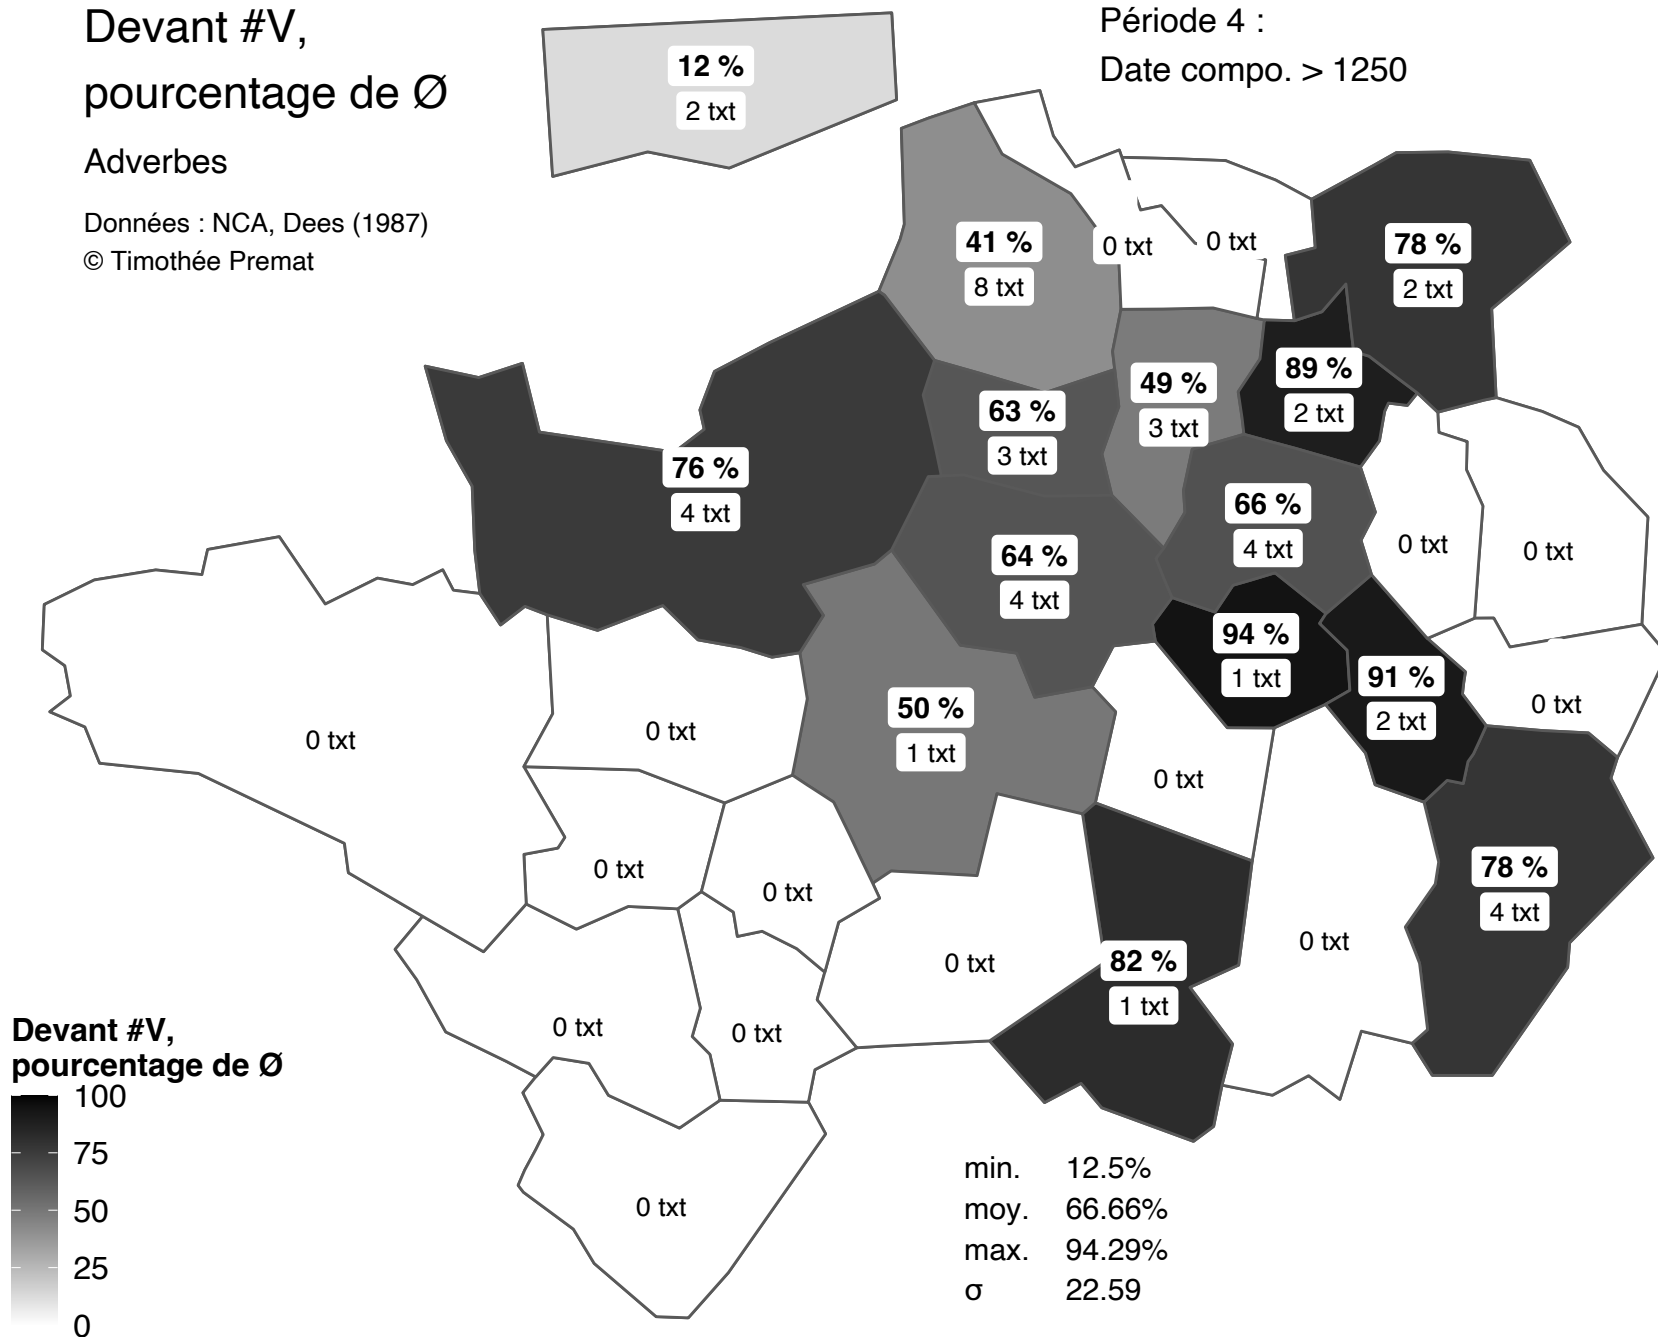 Devant #V,
pourcentage de Ø
Adverbes
Données : NCA, Dees (1987)
© Timothée Premat
Période 4 :
Date compo. > 1250
12 %
2 txt
41 %
8 txt
0 txt
0 txt
78 %
2 txt
89 %
2 txt
49 %
3 txt
63 %
3 txt
76 %
4 txt
66 %
4 txt
64 %
4 txt
0 txt
0 txt
94 %
1 txt
91 %
2 txt
0 txt
50 %
1 txt
0 txt
0 txt
0 txt
0 txt
0 txt
78 %
4 txt
0 txt
82 %
1 txt
0 txt
0 txt
0 txt
0 txt
Devant #V,
pourcentage de Ø
100
75
50
25
0
min. 12.5%
moy. 66.66%
max. 94.29%
σ 22.59